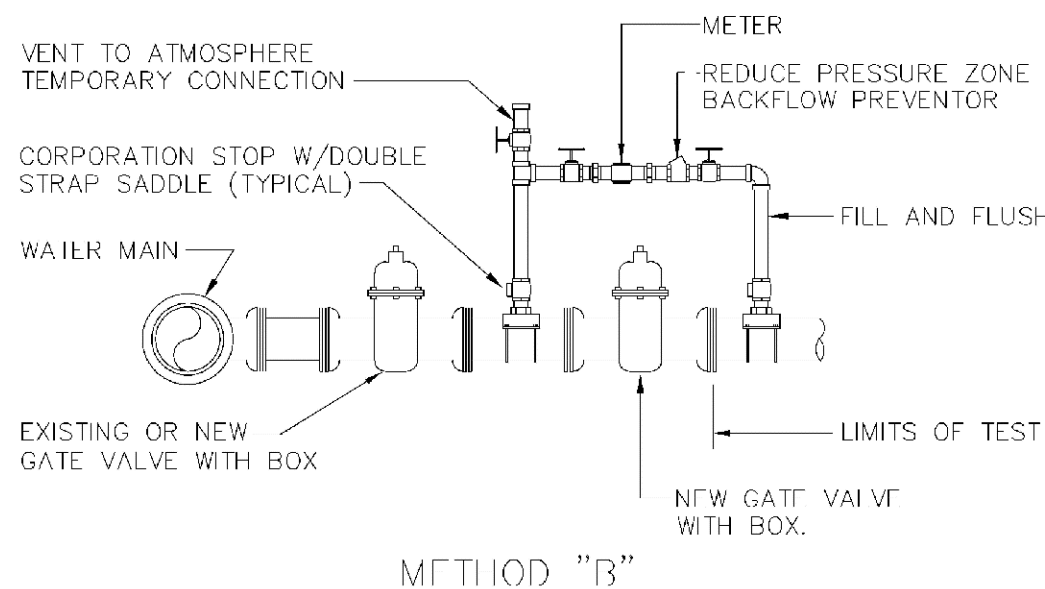 METER
VENT TO ATMOSPHERE
TEMPORARY CONNECTION
REDUCE PRESSURE ZONE
BACKFLOW PREVENTOR
CORPORATION STOP W/DOUBLE
STRAP SADDLE (TYPICAL)
FILL AND FLUSH
WATER MAIN
EXISTING OR NEW
GATE VALVE WITH BOX
LIMITS OF TEST
NEW GATE VALVE
WITH BOX.
METHOD "B"